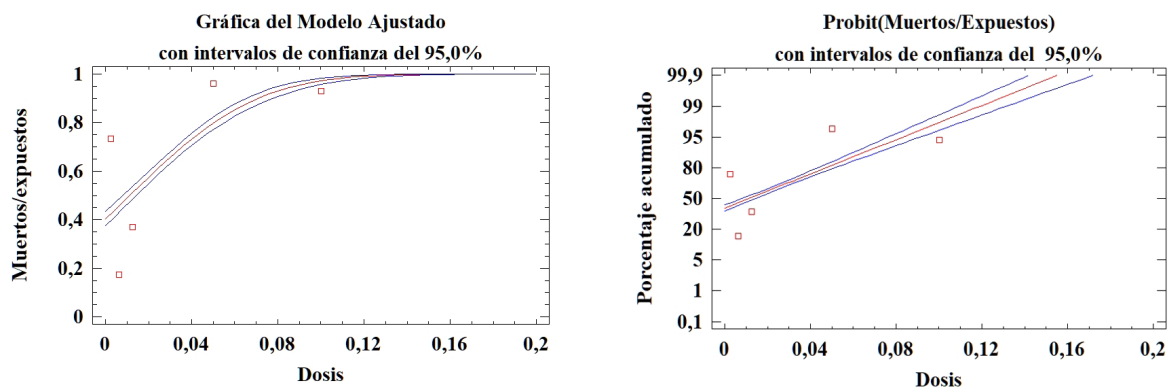 Gráfica del Modelo Ajustado
con intervalos de confianza del 95,0%
Muertos/expuestos
1
0,8
0,6
0,4
0,2
0
0 0,04 0,08 0,12 0,16 0,2
Dosis
Probit(Muertos/Expuestos)
con intervalos de confianza del 95,0%
Porcentaje acumulado
99,9
99
95
80
50
20
5
1
0,1
0 0,04 0,08 0,12 0,16 0,2
Dosis